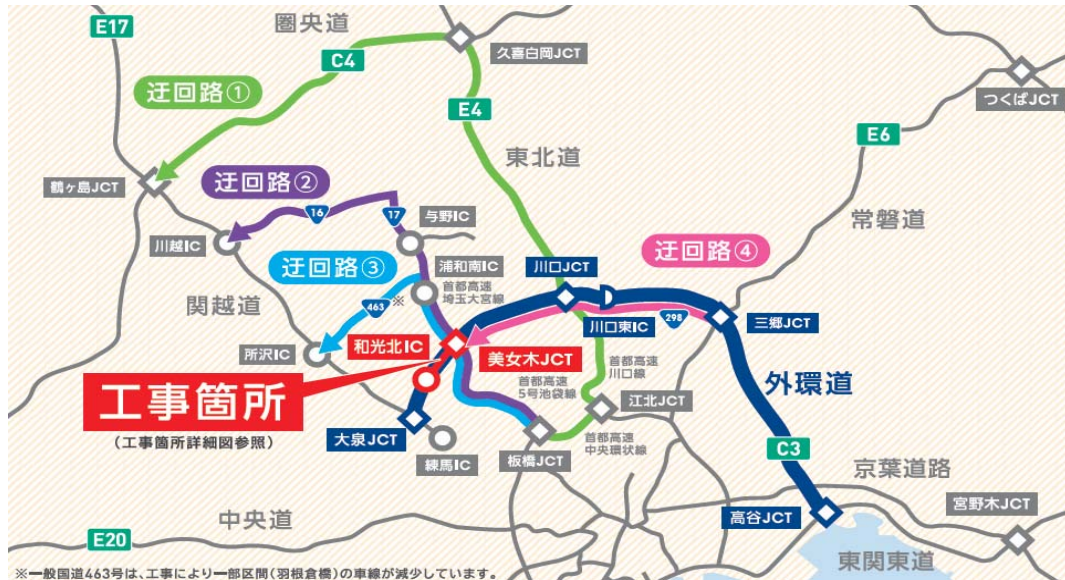 E17
圏央道
C4
久喜白岡JCT
迂回路①
E4
つくばJCT
E6
東北道
鶴ヶ島JCT
迂回路②
16
17
与野IC
常磐道
川越IC
迂回路③
浦和南IC
首都高速
埼玉大宮線
川口JCT
迂回路④
関越道
463
※
298
川口東IC
三郷JCT
所沢IC
和光北IC
美女木JCT
工事箇所
(工事箇所詳細図参照)
首都高速
5号池袋線
首都高速
川口線
外環道
江北JCT
大泉JCT
練馬IC
板橋JCT
首都高速
中央環状線
C3
京葉道路
宮野木JCT
高谷JCT
中央道
E20
東関東道
※一般国道463号は、工事により一部区間(羽根倉橋)の車線が減少しています。